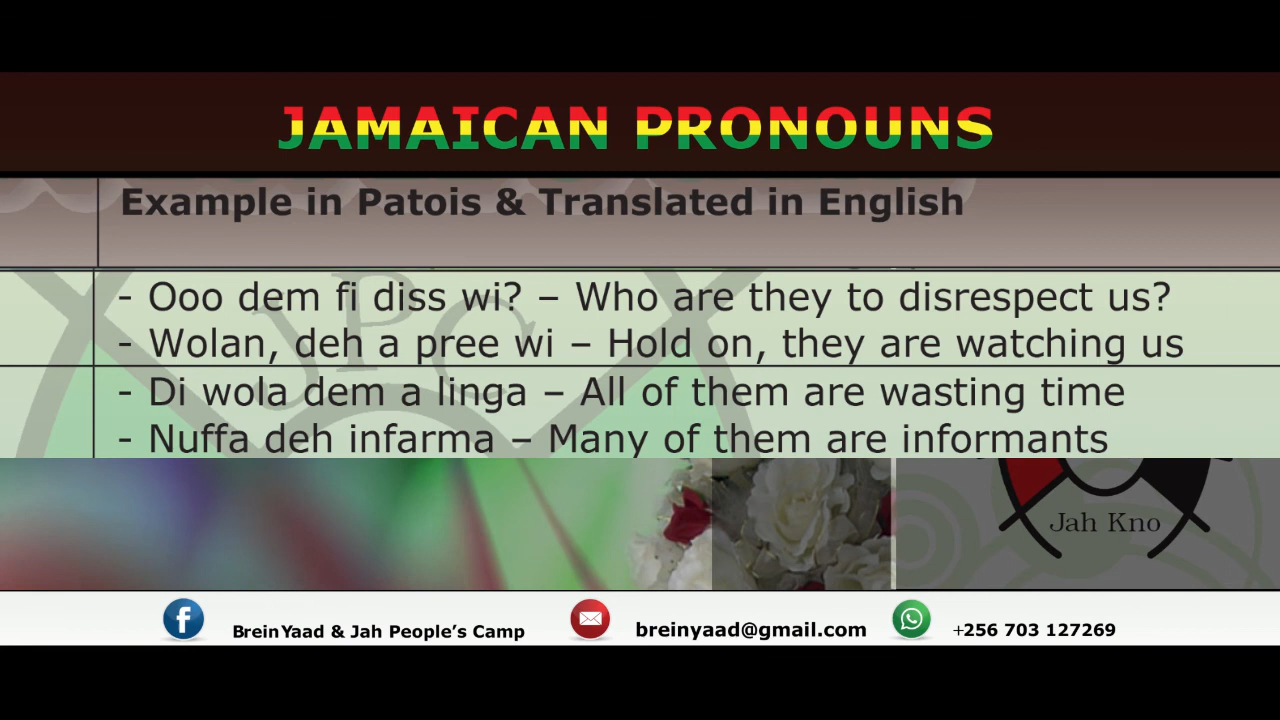 JAMAICAN PRONOUNS
Example in Patois & Translated in English
JPC
- Ooo dem fi diss wi? – Who are they to disrespect us?
- Wolan, deh a pree wi – Hold on, they are watching us
- Di wola dem a linga – All of them are wasting time
- Nuffa deh infarma – Many of them are informants
Jah Kno
BreinYaad & Jah People’s Camp
breinyaad@gmail.com
+256 703 127269